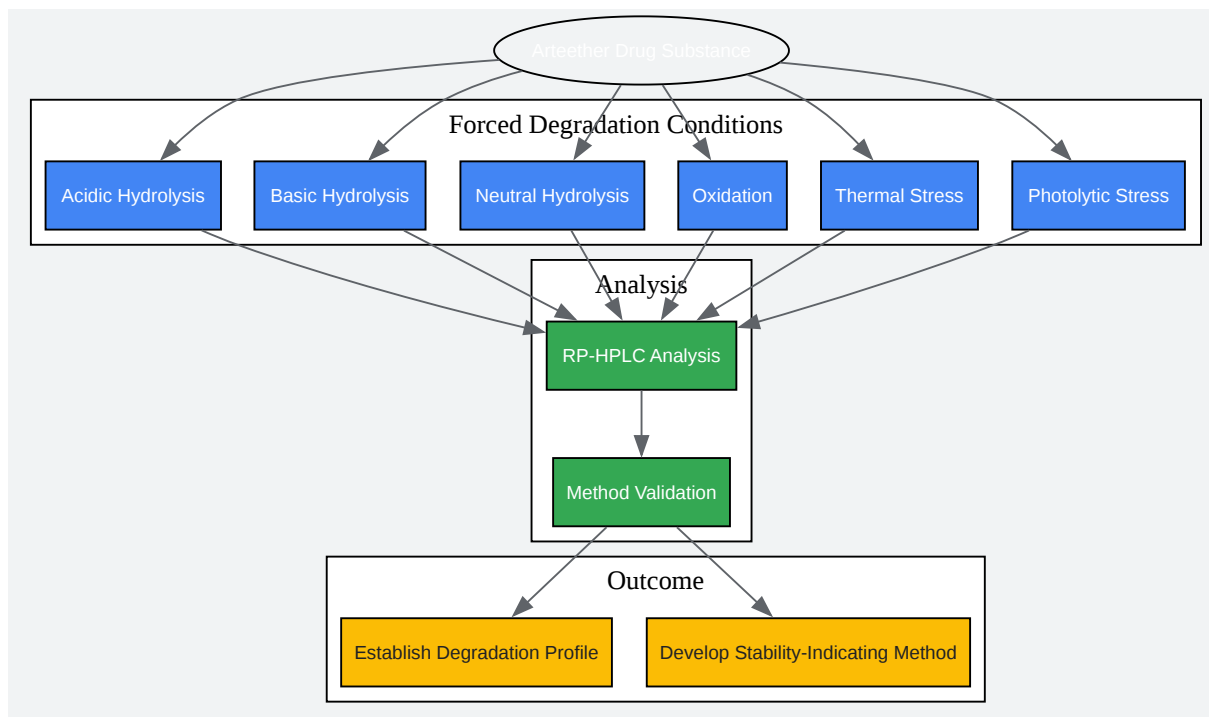 Arteether Drug Substance
Forced Degradation Conditions
Acidic Hydrolysis
Basic Hydrolysis
Neutral Hydrolysis
Oxidation
Thermal Stress
Photolytic Stress
Analysis
RP-HPLC Analysis
Method Validation
Outcome
Establish Degradation Profile
Develop Stability-Indicating Method